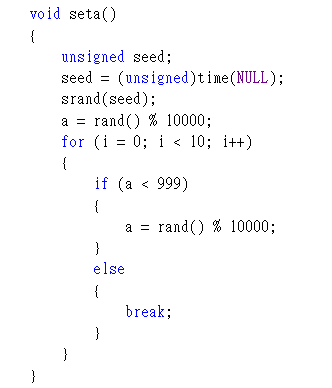 void seta()
{
    unsigned seed;
    seed = (unsigned)time(NULL);
    srand(seed);
    a = rand() % 10000;
    for (i = 0; i < 10; i++)
    {
        if (a < 999)
        {
            a = rand() % 10000;
        }
        else
        {
            break;
        }
    }
}